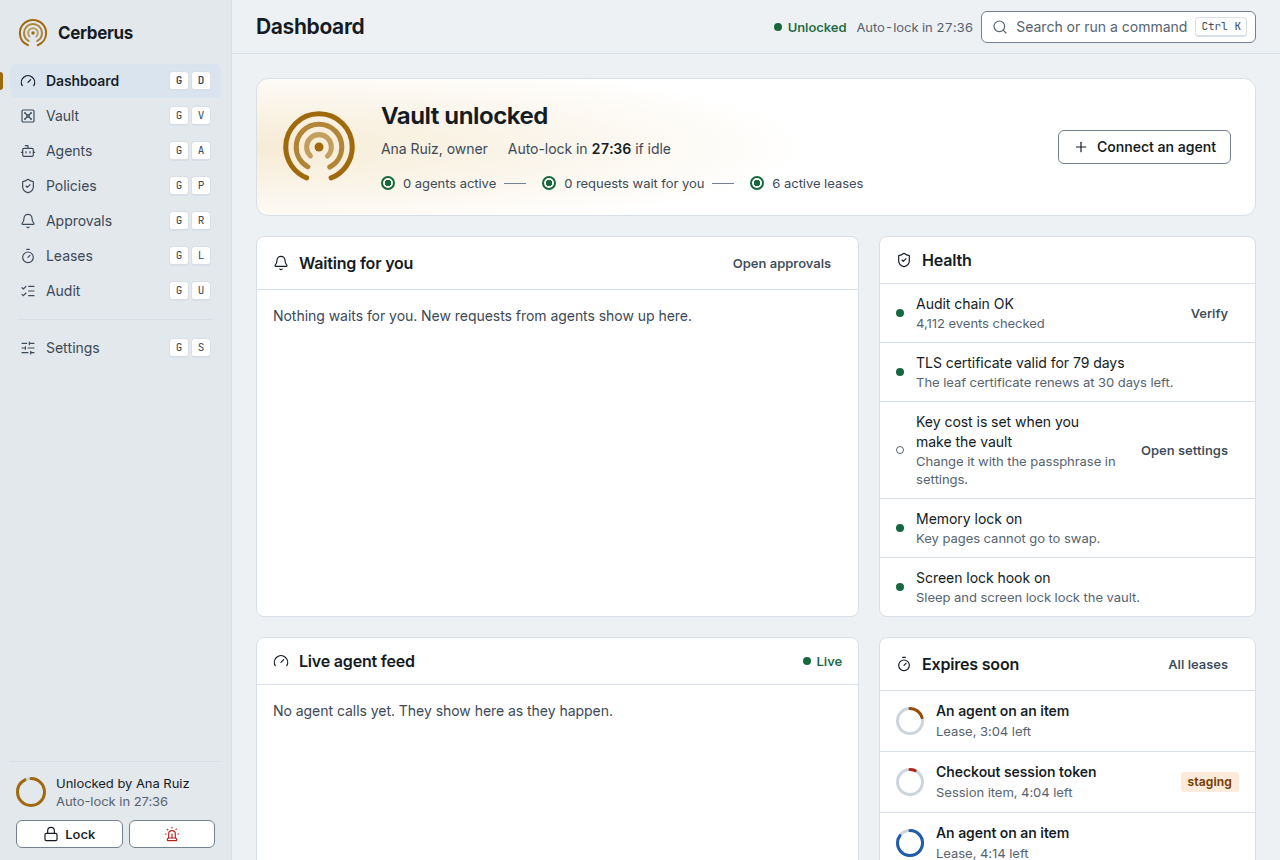 Cerberus
Dashboard G D
Vault G V
Agents G A
Policies G P
Approvals G R
Leases G L
Audit G U
Settings G S
Unlocked by Ana Ruiz
Auto-lock in 27:36
Lock
Dashboard
Unlocked Auto-lock in 27:36 Search or run a command Ctrl K
Vault unlocked
Ana Ruiz, owner Auto-lock in 27:36 if idle
0 agents active 0 requests wait for you 6 active leases
Connect an agent
Waiting for you Open approvals
Nothing waits for you. New requests from agents show up here.
Health
Audit chain OK
4,112 events checked
Verify
TLS certificate valid for 79 days
The leaf certificate renews at 30 days left.
Key cost is set when you
make the vault
Change it with the passphrase in
settings.
Open settings
Memory lock on
Key pages cannot go to swap.
Screen lock hook on
Sleep and screen lock lock the vault.
Live agent feed Live
No agent calls yet. They show here as they happen.
Expires soon All leases
An agent on an item
Lease, 3:04 left
Checkout session token
Session item, 4:04 left
staging
An agent on an item
Lease, 4:14 left